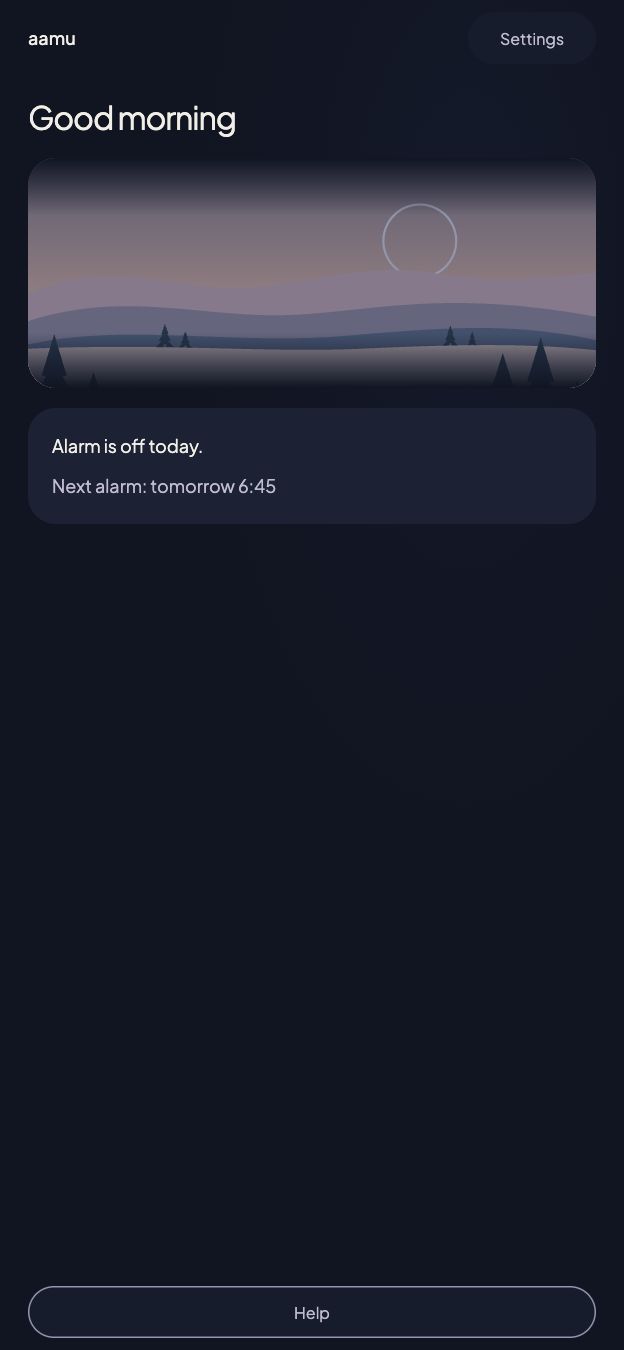 aamu
Settings
Good morning
Alarm is off today.
Next alarm: tomorrow 6:45
Help